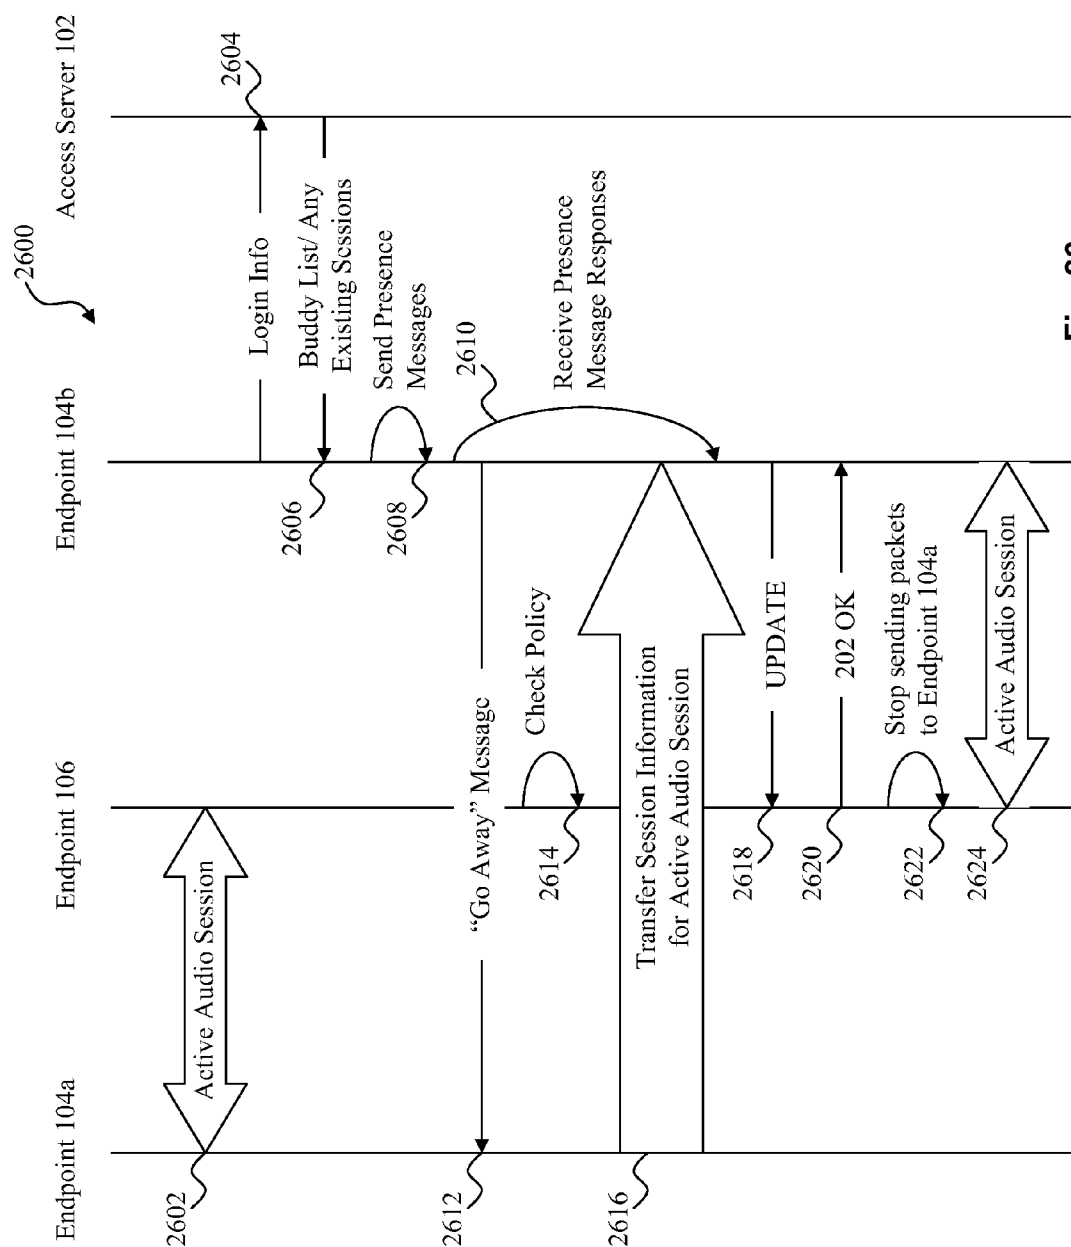 2600
Endpoint 104a
Endpoint 106
Endpoint 104b
Access Server 102
2602
Active Audio Session
Login Info
2604
Buddy List/ Any
Existing Sessions
2606
Send Presence
Messages
2608
2610
Receive Presence
Message Responses
"Go Away" Message
2612
Check Policy
2614
Transfer Session Information
for Active Audio Session
2616
UPDATE
2618
202 OK
2620
Stop sending packets
to Endpoint 104a
2622
Active Audio Session
2624